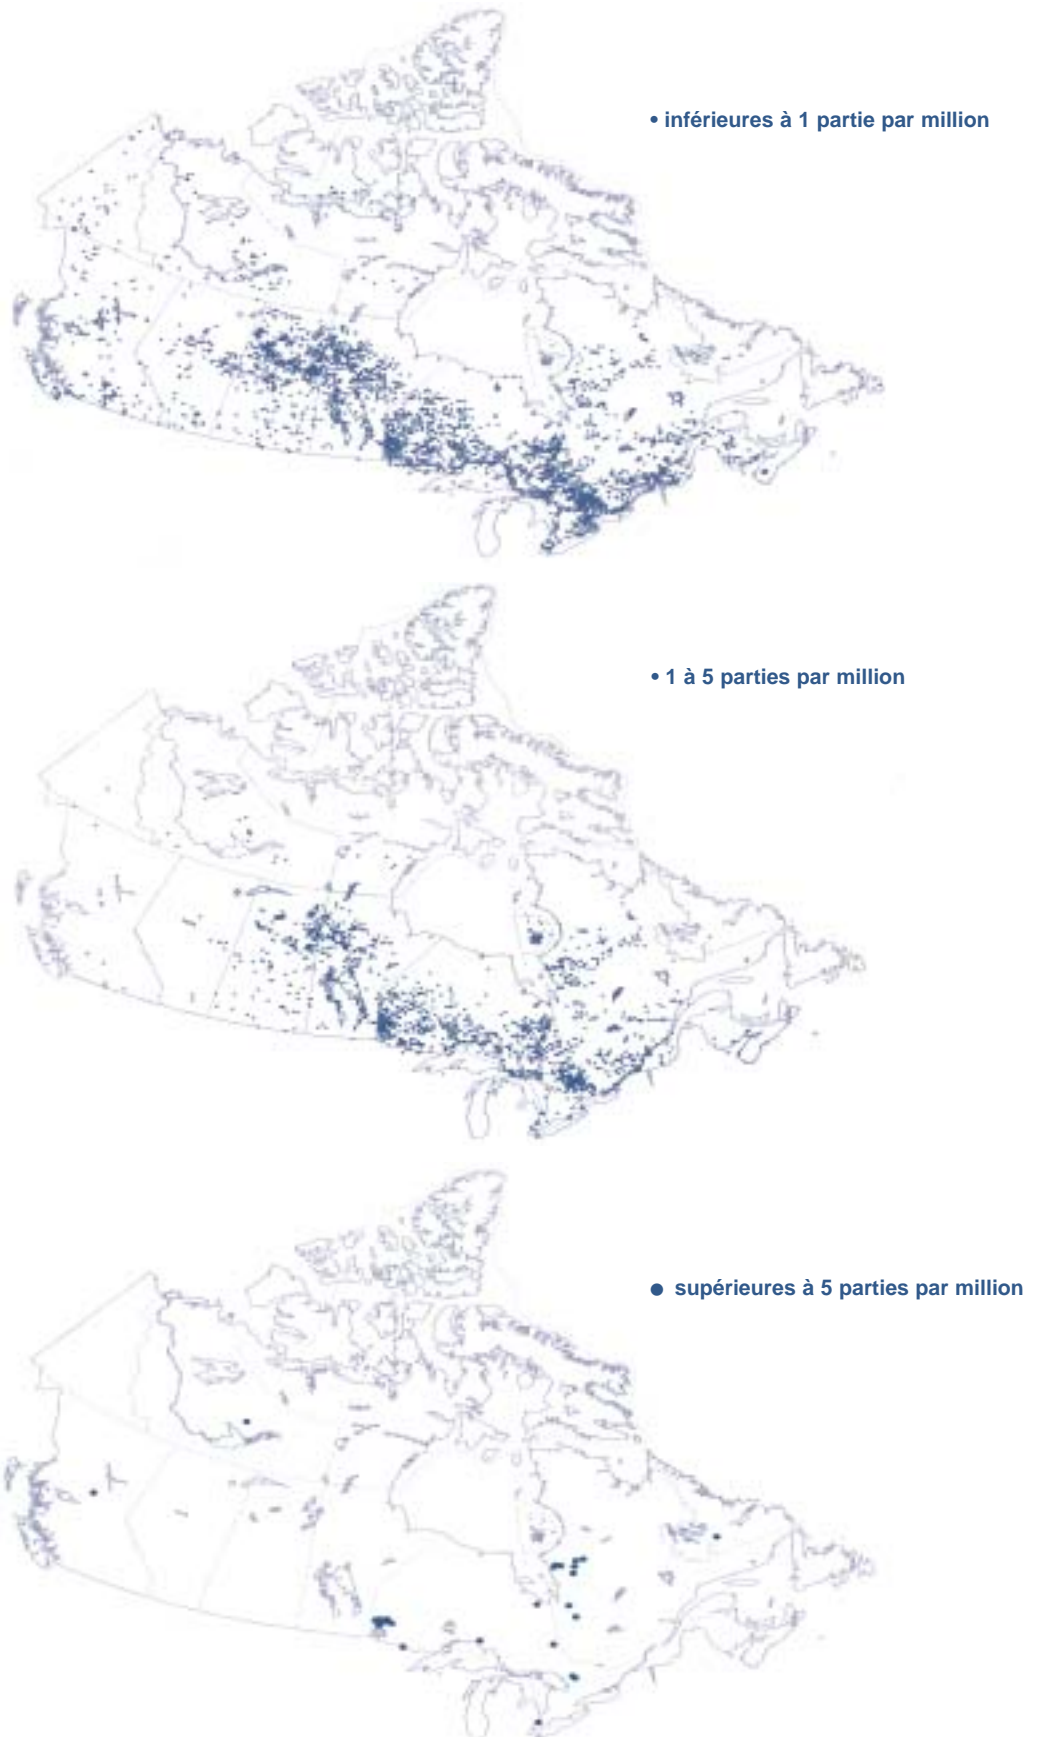 • inférieures à 1 partie par million
• 1 à 5 parties par million
● supérieures à 5 parties par million